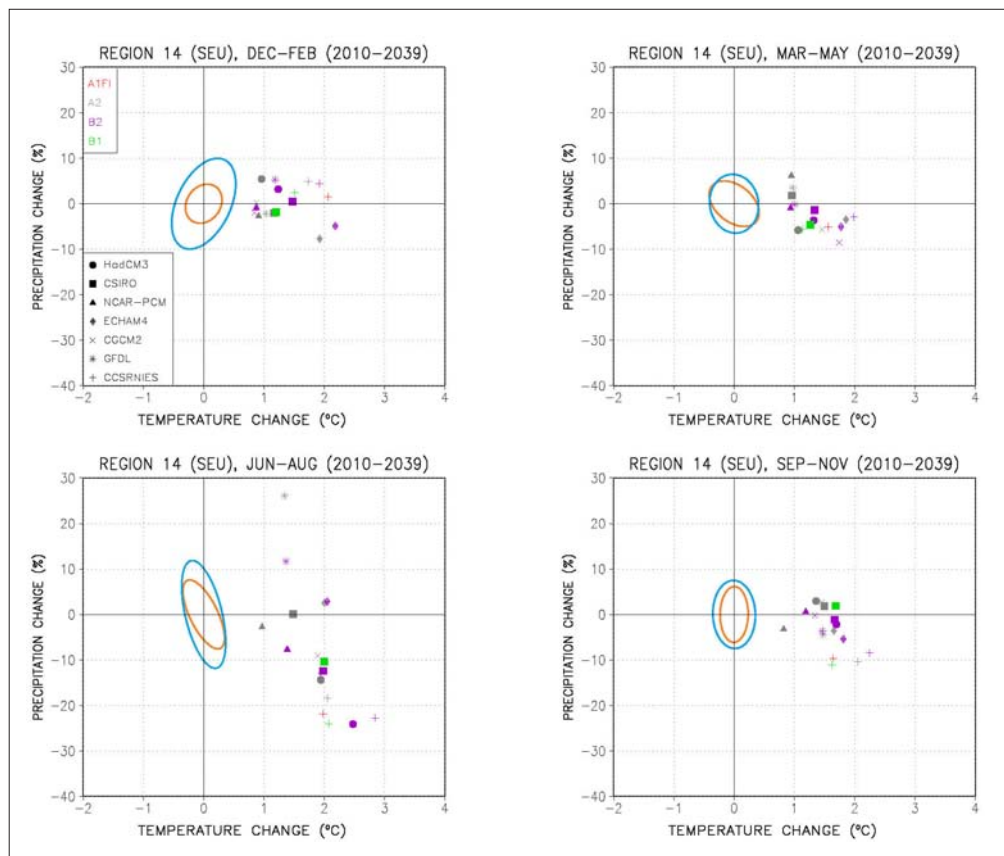 REGION 14 (SEU), DEC-FEB (2010-2039)
30
20
10
0
-10
-20
-30
-40
-2
-1
0
1
2
3
4
PRECIPITATION CHANGE (%)
TEMPERATURE CHANGE (ºC)
A1FI
A2
B2
B1
HadCM3
CSIRO
NCAR-PCM
ECHAM4
CGCM2
GFDL
CCSRNIES
REGION 14 (SEU), MAR-MAY (2010-2039)
30
20
10
0
-10
-20
-30
-40
-2
-1
0
1
2
3
4
PRECIPITATION CHANGE (%)
TEMPERATURE CHANGE (ºC)
REGION 14 (SEU), JUN-AUG (2010-2039)
30
20
10
0
-10
-20
-30
-40
-2
-1
0
1
2
3
4
PRECIPITATION CHANGE (%)
TEMPERATURE CHANGE (ºC)
REGION 14 (SEU), SEP-NOV (2010-2039)
30
20
10
0
-10
-20
-30
-40
-2
-1
0
1
2
3
4
PRECIPITATION CHANGE (%)
TEMPERATURE CHANGE (ºC)